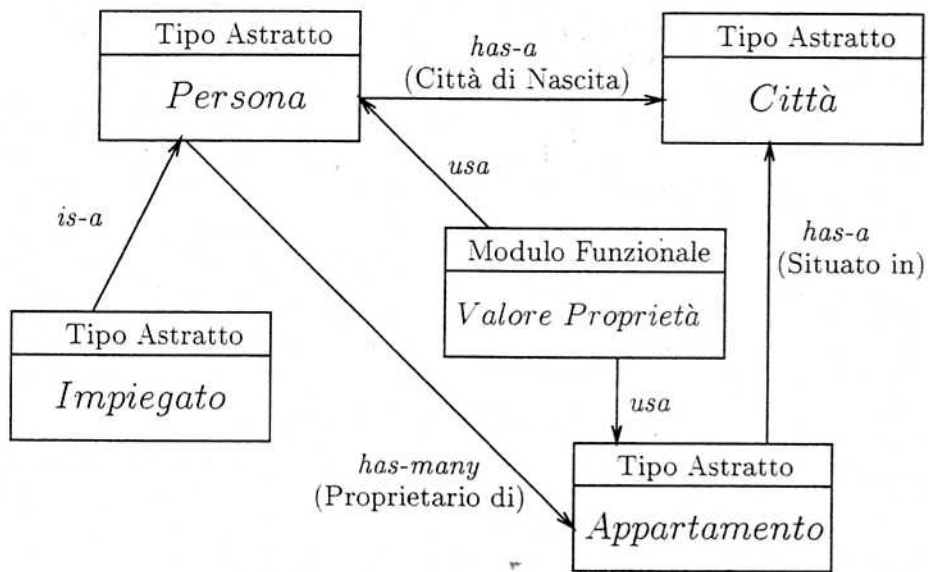 Tipo Astratto
Persona
has-a
(Città di Nascita)
Tipo Astratto
Città
usa
is-a
Modulo Funzionale
Valore Proprietà
has-a
(Situato in)
Tipo Astratto
Impiegato
usa
has-many
(Proprietario di)
Tipo Astratto
Appartamento